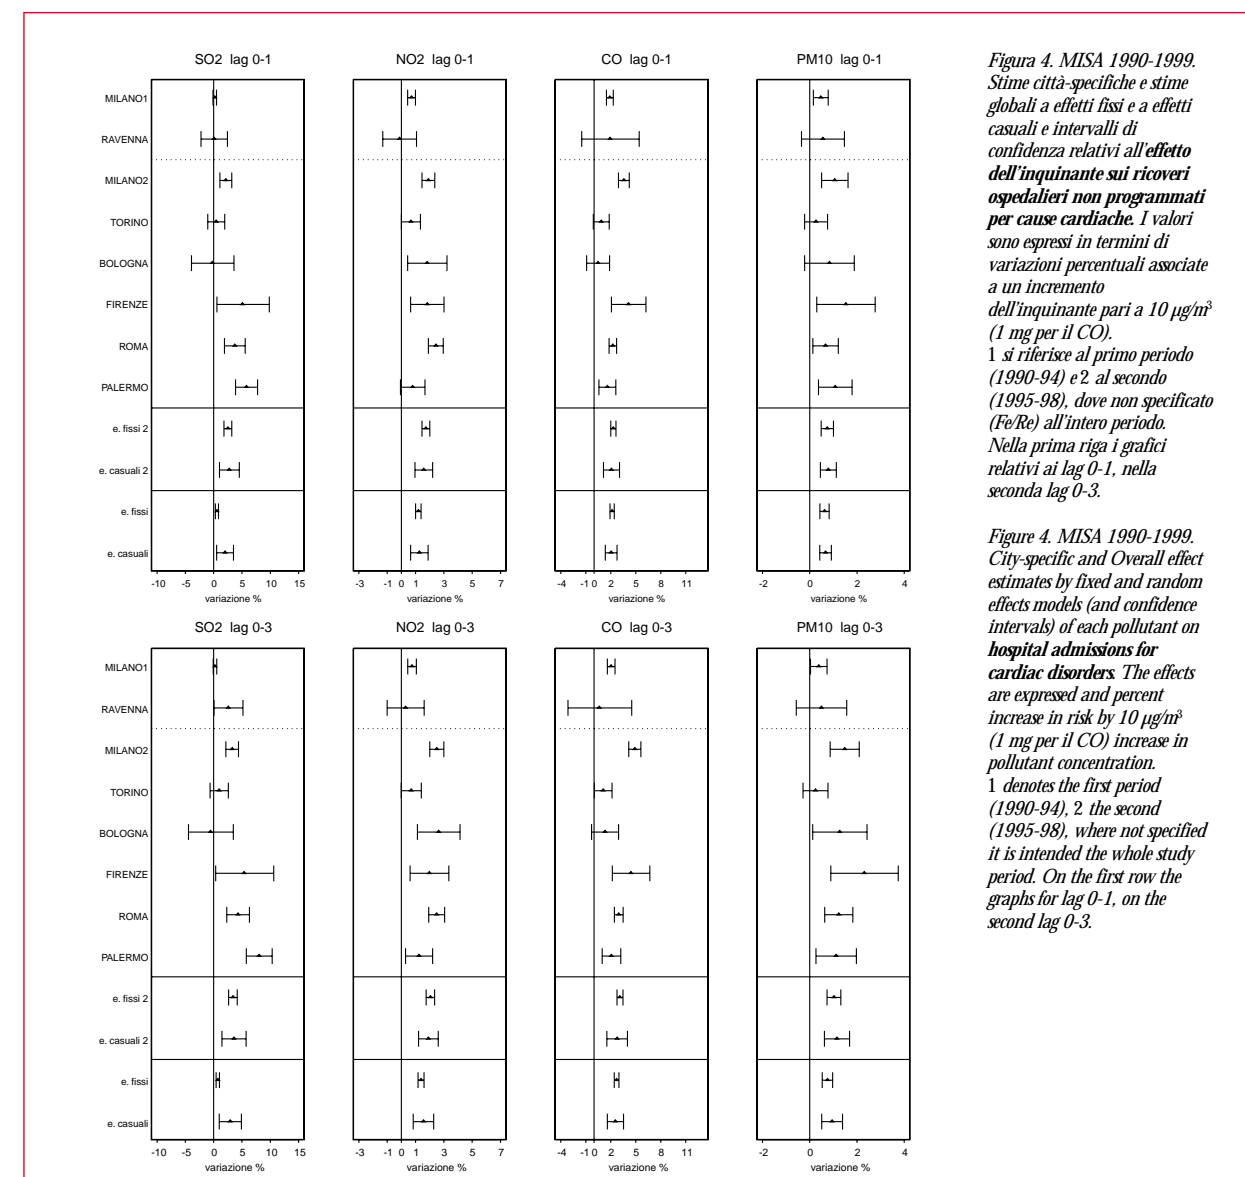 SO2 lag 0-1
NO2 lag 0-1
CO lag 0-1
PM10 lag 0-1
MILANO1
RAVENNA
MILANO2
TORINO
BOLOGNA
FIRENZE
ROMA
PALERMO
e. fissi 2
e. casuali 2
e. fissi
e. casuali
-10 -5 0 5 10 15
-3 -1 0 1 3 5 7
-4 -1 0 2 5 8 11
-2 0 2 4
variazione %
variazione %
variazione %
variazione %
SO2 lag 0-3
NO2 lag 0-3
CO lag 0-3
PM10 lag 0-3
MILANO1
RAVENNA
MILANO2
TORINO
BOLOGNA
FIRENZE
ROMA
PALERMO
e. fissi 2
e. casuali 2
e. fissi
e. casuali
-10 -5 0 5 10 15
-3 -1 0 1 3 5 7
-4 -1 0 2 5 8 11
-2 0 2 4
variazione %
variazione %
variazione %
variazione %
Figura 4. MISA 1990-1999.
Stime città-specifiche e stime
globali a effetti fissi e a effetti
casuali e intervalli di
confidenza relativi all'effetto
dell'inquinante sui ricoveri
ospedalieri non programmati
per cause cardiache. I valori
sono espressi in termini di
variazioni percentuali associate
a un incremento
dell'inquinante pari a 10 µg/m³
(1 mg per il CO).
1 si riferisce al primo periodo
(1990-94) e 2 al secondo
(1995-98), dove non specificato
(Fe/Re) all'intero periodo.
Nella prima riga i grafici
relativi ai lag 0-1, nella
seconda lag 0-3.
Figure 4. MISA 1990-1999.
City-specific and Overall effect
estimates by fixed and random
effects models (and confidence
intervals) of each pollutant on
hospital admissions for
cardiac disorders. The effects
are expressed and percent
increase in risk by 10 µg/m³
(1 mg per il CO) increase in
pollutant concentration.
1 denotes the first period
(1990-94), 2 the second
(1995-98), where not specified
it is intended the whole study
period. On the first row the
graphs for lag 0-1, on the
second lag 0-3.